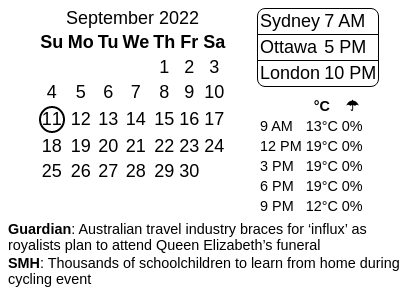 September 2022
Su Mo Tu We Th Fr Sa
1 2 3
4 5 6 7 8 9 10
11 12 13 14 15 16 17
18 19 20 21 22 23 24
25 26 27 28 29 30
Sydney 7 AM
Ottawa 5 PM
London 10 PM
°C ☂
9 AM 13°C 0%
12 PM 19°C 0%
3 PM 19°C 0%
6 PM 19°C 0%
9 PM 12°C 0%
Guardian: Australian travel industry braces for ‘influx’ as
royalists plan to attend Queen Elizabeth’s funeral
SMH: Thousands of schoolchildren to learn from home during
cycling event